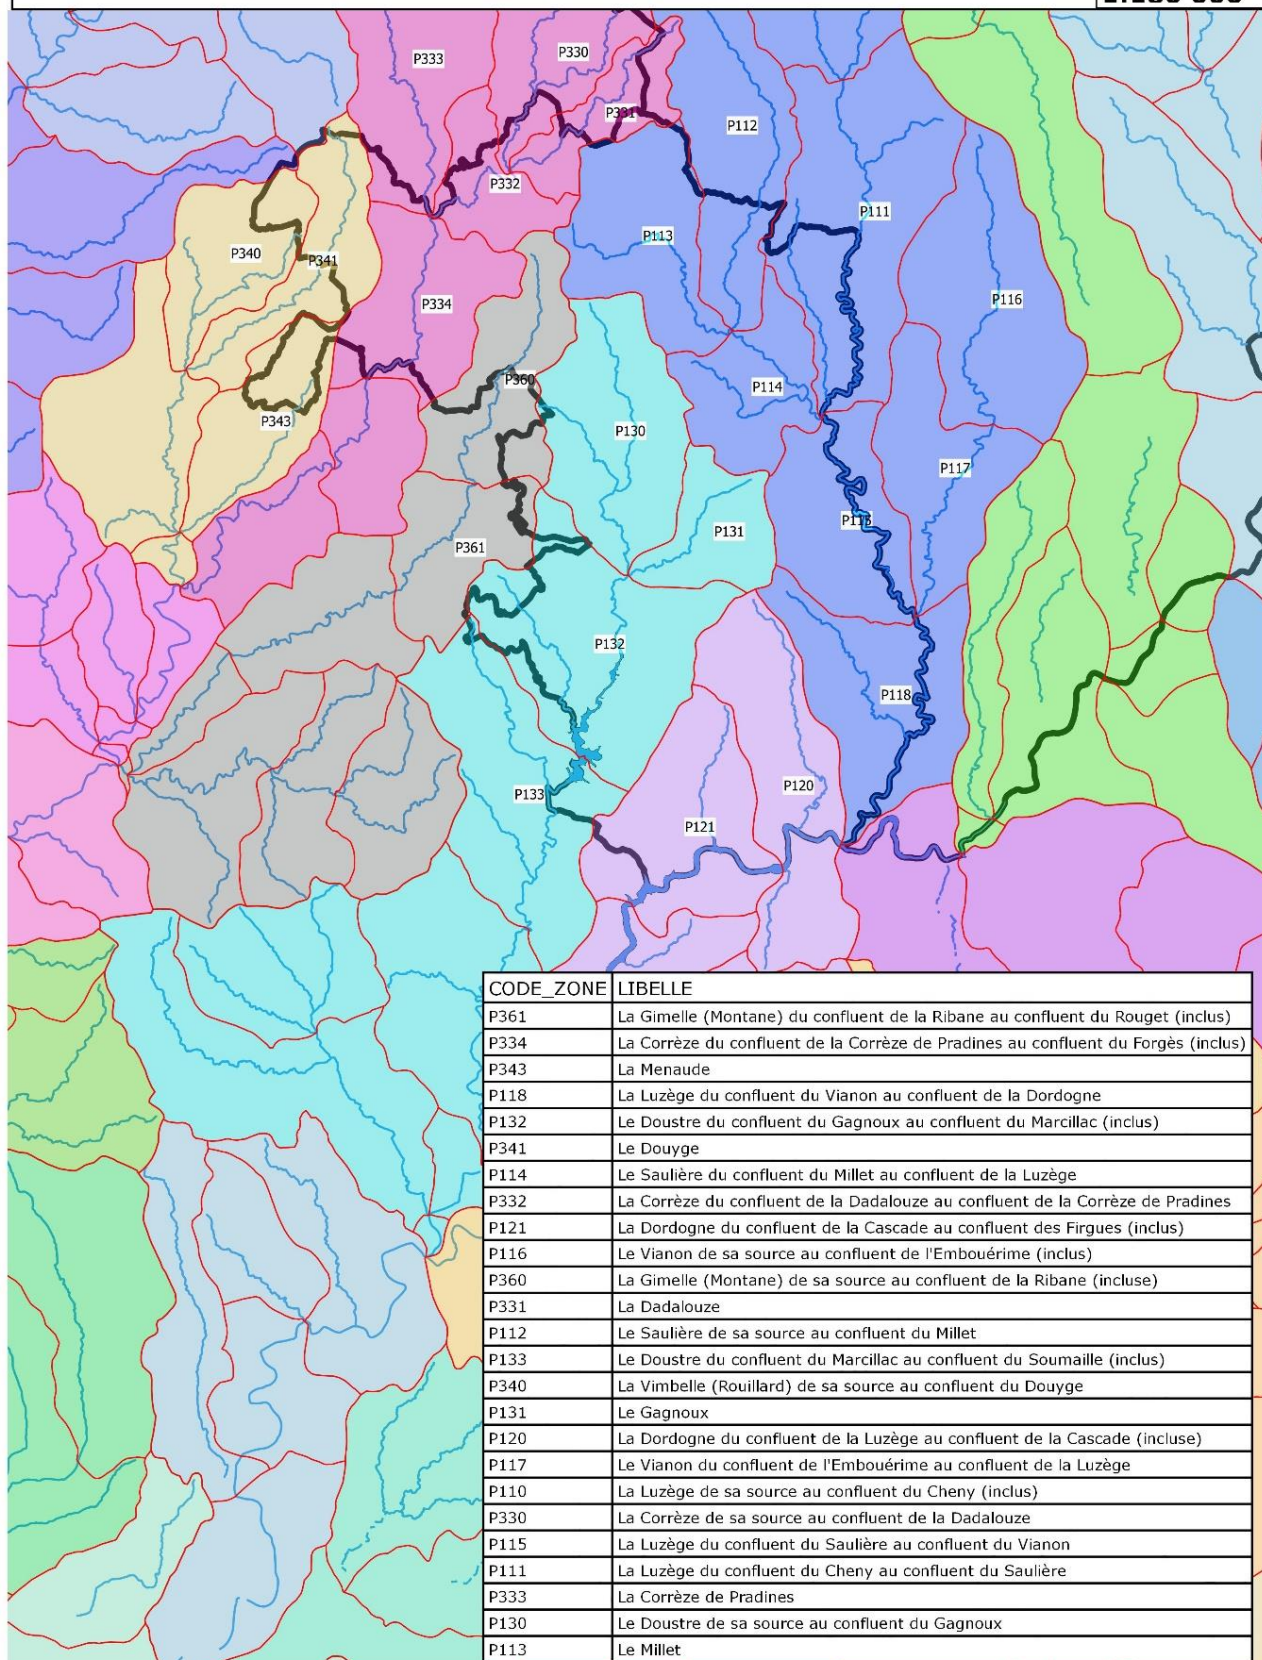 P333
P330
P331
P112
P332
P111
P113
P340
P341
P334
P116
P360
P114
P343
P130
P117
P115
P131
P361
P132
P118
P120
P133
P121
CODE_ZONE LIBELLE
P361 La Gimelle (Montane) du confluent de la Ribane au confluent du Rouget (inclus)
P334 La Corrèze du confluent de la Corrèze de Pradines au confluent du Forgès (inclus)
P343 La Menaude
P118 La Luzège du confluent du Vianon au confluent de la Dordogne
P132 Le Doustre du confluent du Gagnoux au confluent du Marcillac (inclus)
P341 Le Douyge
P114 Le Saulière du confluent du Millet au confluent de la Luzège
P332 La Corrèze du confluent de la Dadalouze au confluent de la Corrèze de Pradines
P121 La Dordogne du confluent de la Cascade au confluent des Firgues (inclus)
P116 Le Vianon de sa source au confluent de l'Embouérime (inclus)
P360 La Gimelle (Montane) de sa source au confluent de la Ribane (incluse)
P331 La Dadalouze
P112 Le Saulière de sa source au confluent du Millet
P133 Le Doustre du confluent du Marcillac au confluent du Soumaille (inclus)
P340 La Vimbelle (Rouillard) de sa source au confluent du Douyge
P131 Le Gagnoux
P120 La Dordogne du confluent de la Luzège au confluent de la Cascade (incluse)
P117 Le Vianon du confluent de l'Embouérime au confluent de la Luzège
P110 La Luzège de sa source au confluent du Cheny (inclus)
P330 La Corrèze de sa source au confluent de la Dadalouze
P115 La Luzège du confluent du Saulière au confluent du Vianon
P111 La Luzège du confluent du Cheny au confluent du Saulière
P333 La Corrèze de Pradines
P130 Le Doustre de sa source au confluent du Gagnoux
P113 Le Millet